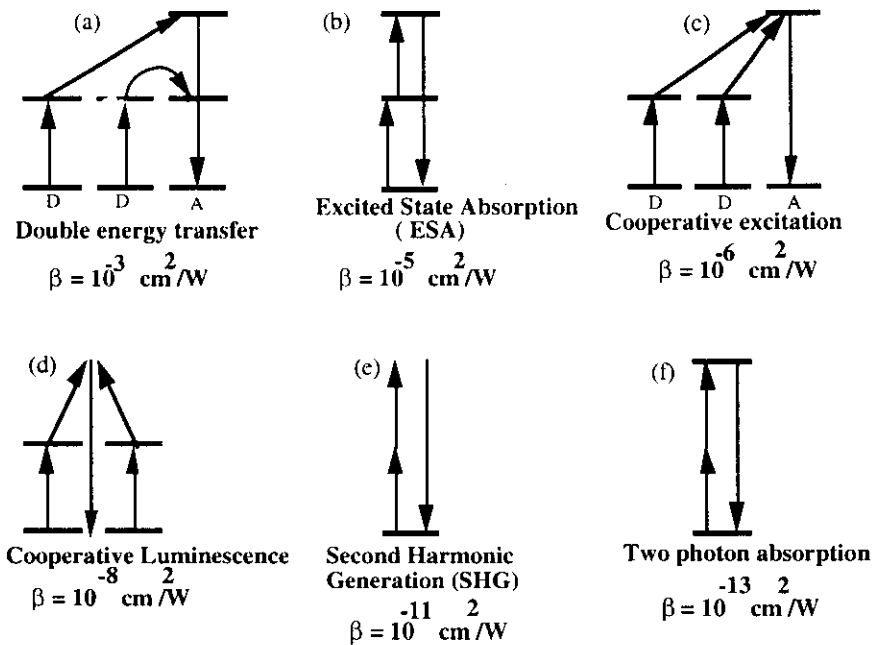 (a)
D D A
Double energy transfer
β = 10⁻³ cm²/W
(b)
Excited State Absorption
( ESA)
β = 10⁻⁵ cm²/W
(c)
D D A
Cooperative excitation
β = 10⁻⁶ cm²/W
(d)
Cooperative Luminescence
β = 10⁻⁸ cm²/W
(e)
Second Harmonic
Generation (SHG)
β = 10⁻¹¹ cm²/W
(f)
Two photon absorption
β = 10⁻¹³ cm²/W